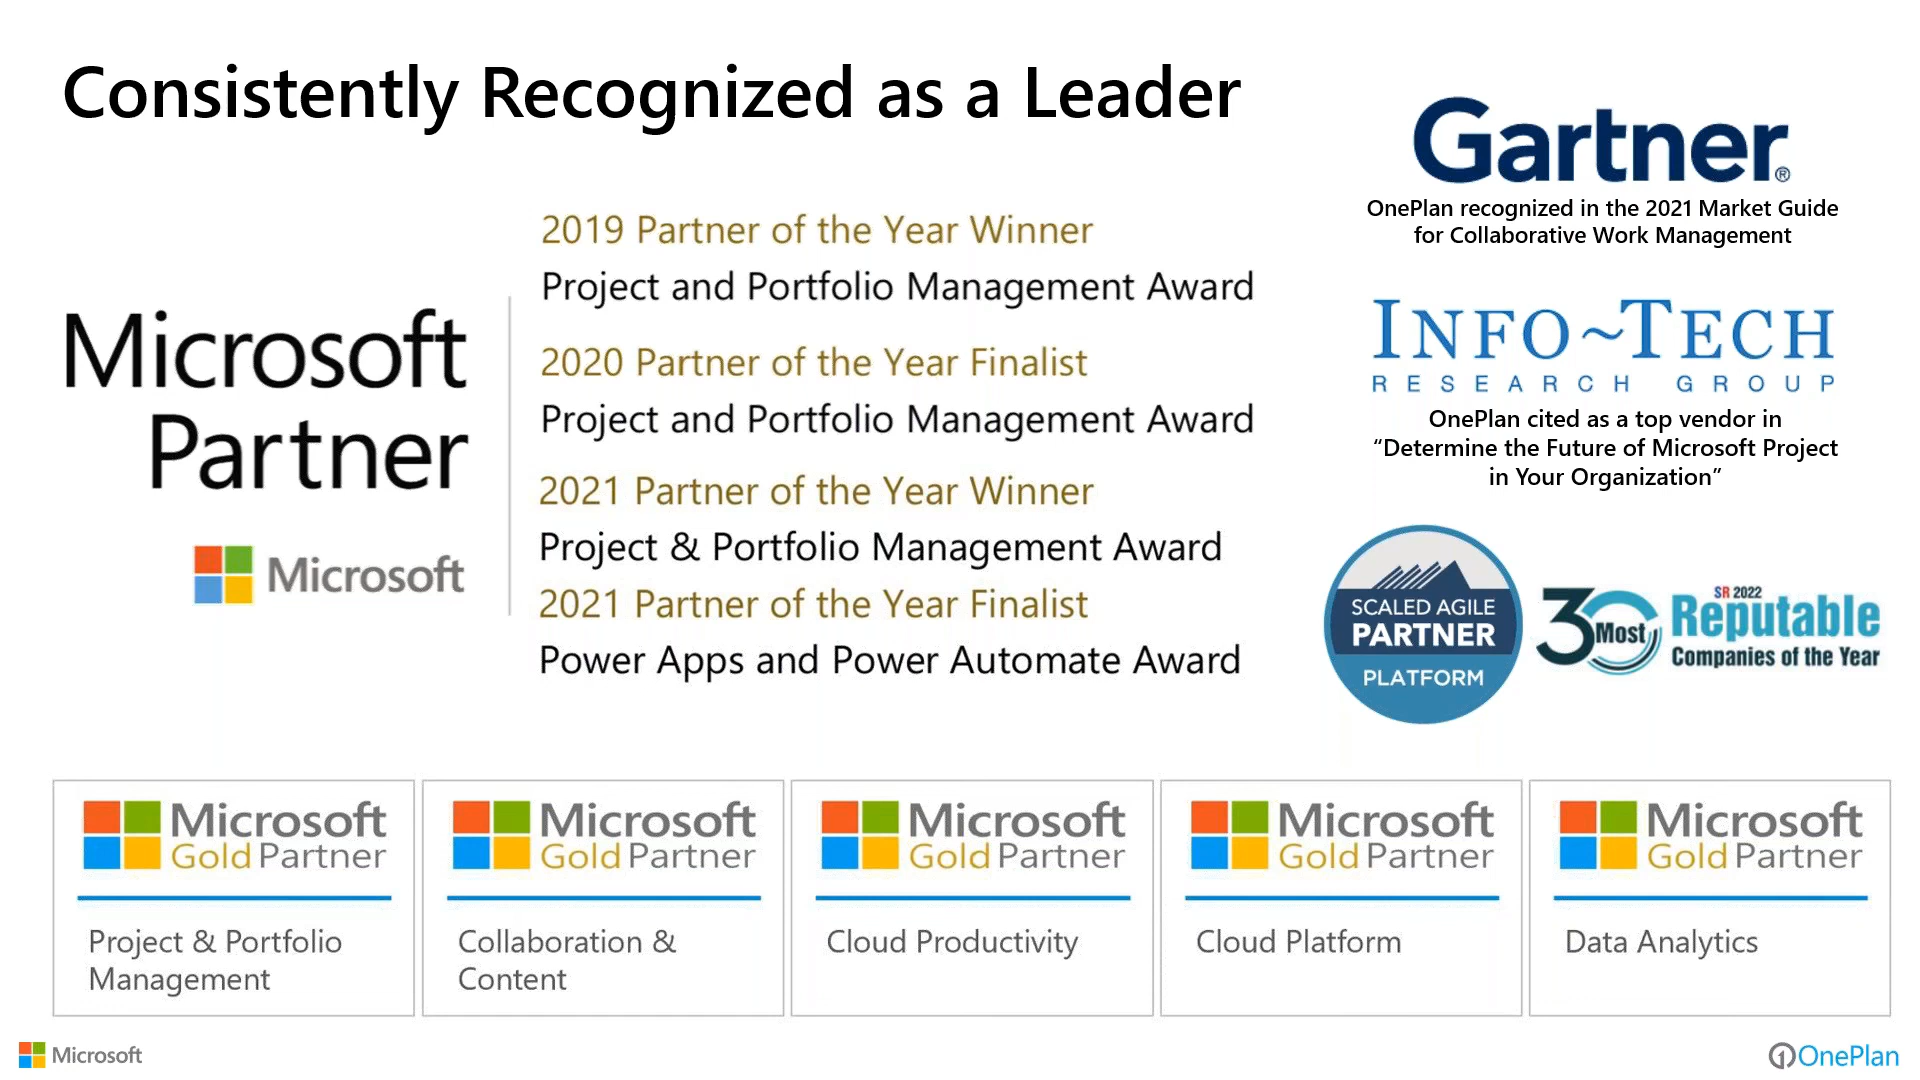 Consistently Recognized as a Leader
Microsoft
Partner
Microsoft
2019 Partner of the Year Winner
Project and Portfolio Management Award
2020 Partner of the Year Finalist
Project and Portfolio Management Award
2021 Partner of the Year Winner
Project & Portfolio Management Award
2021 Partner of the Year Finalist
Power Apps and Power Automate Award
Gartner®
OnePlan recognized in the 2021 Market Guide
for Collaborative Work Management
INFO~TECH
RESEARCH GROUP
OnePlan cited as a top vendor in
“Determine the Future of Microsoft Project
in Your Organization”
SCALED AGILE
PARTNER
PLATFORM
SR 2022
30 Most Reputable
Companies of the Year
Microsoft
Gold Partner
Project & Portfolio
Management
Microsoft
Gold Partner
Collaboration &
Content
Microsoft
Gold Partner
Cloud Productivity
Microsoft
Gold Partner
Cloud Platform
Microsoft
Gold Partner
Data Analytics
Microsoft
OnePlan